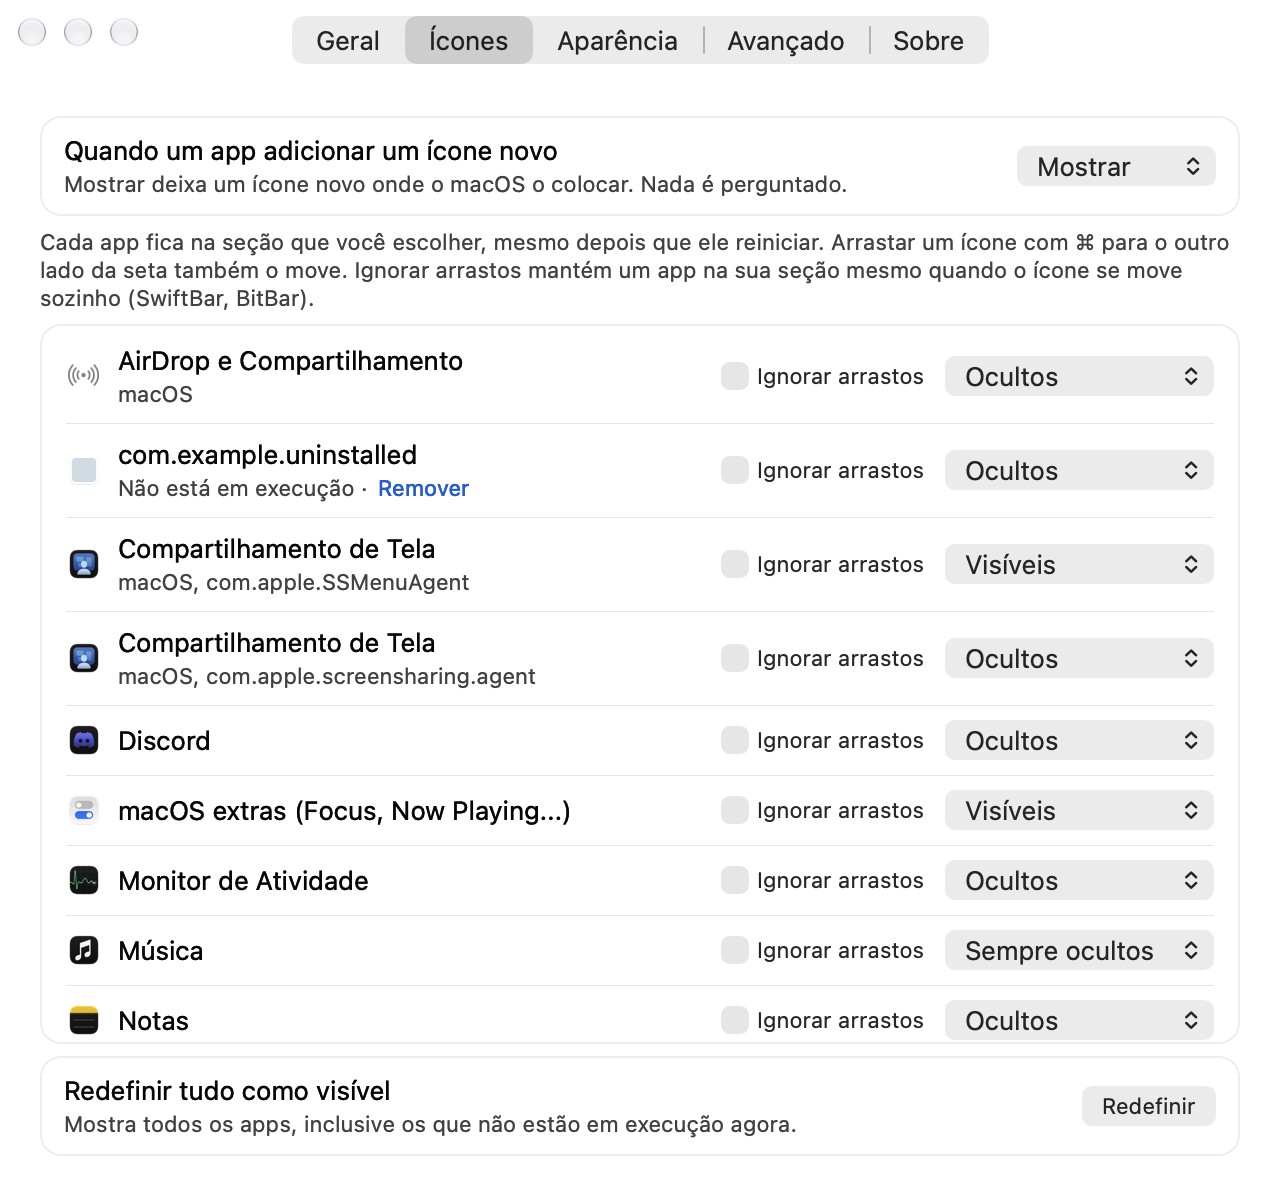 Geral
Ícones
Aparência
Avançado
Sobre
Quando um app adicionar um ícone novo
Mostrar deixa um ícone novo onde o macOS o colocar. Nada é perguntado.
Mostrar
Cada app fica na seção que você escolher, mesmo depois que ele reiniciar. Arrastar um ícone com ⌘ para o outro
lado da seta também o move. Ignorar arrastos mantém um app na sua seção mesmo quando o ícone se move
sozinho (SwiftBar, BitBar).
AirDrop e Compartilhamento
macOS
Ignorar arrastos
Ocultos
com.example.uninstalled
Não está em execução · Remover
Ignorar arrastos
Ocultos
Compartilhamento de Tela
macOS, com.apple.SSMenuAgent
Ignorar arrastos
Visíveis
Compartilhamento de Tela
macOS, com.apple.screensharing.agent
Ignorar arrastos
Ocultos
Discord
Ignorar arrastos
Ocultos
macOS extras (Focus, Now Playing...)
Ignorar arrastos
Visíveis
Monitor de Atividade
Ignorar arrastos
Ocultos
Música
Ignorar arrastos
Sempre ocultos
Notas
Ignorar arrastos
Ocultos
Redefinir tudo como visível
Mostra todos os apps, inclusive os que não estão em execução agora.
Redefinir